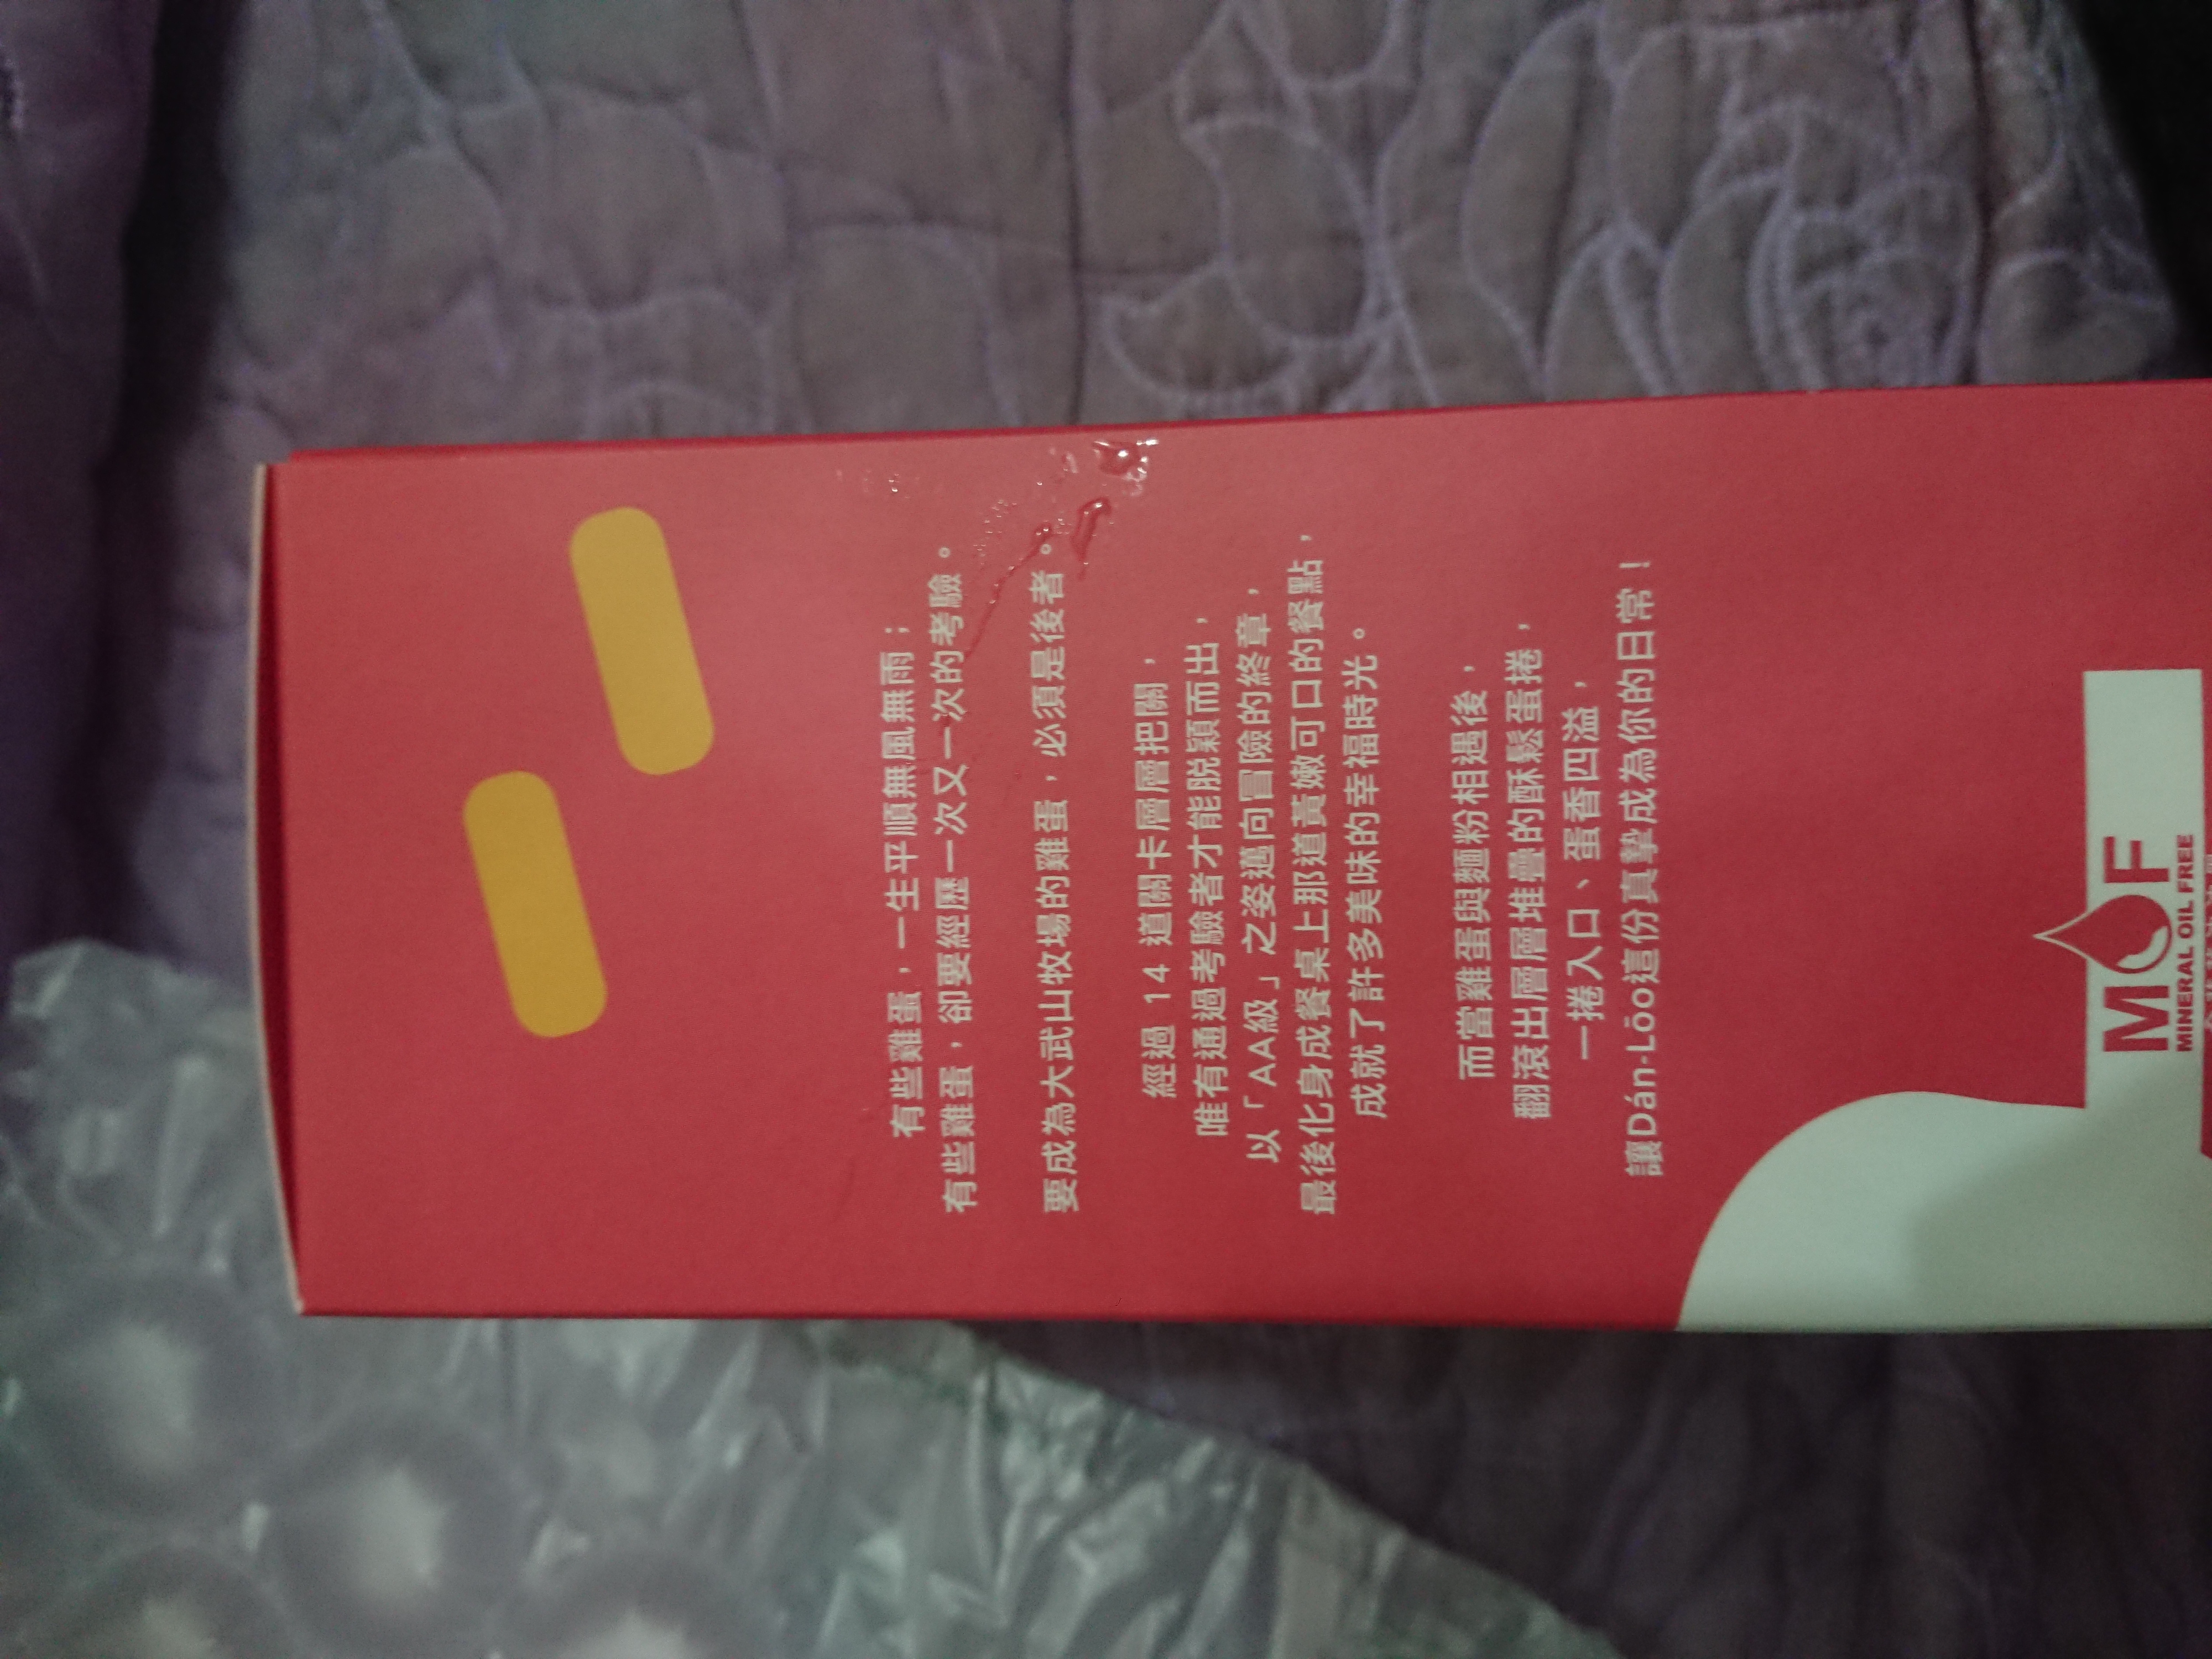 有些雞蛋，一生平順無風無雨；
有些雞蛋，卻要經歷一次又一次的考驗。
要成為大武山牧場的雞蛋，必須是後者。
經過 14 道關卡層層把關，
唯有通過考驗者才能脫穎而出，
以「AA級」之姿邁向冒險的終章，
最後化身成餐桌上那道黃嫩可口的餐點，
成就了許多美味的幸福時光。
而當雞蛋與麵粉相遇後，
翻滾出層層堆疊的酥鬆蛋捲，
一捲入口、蛋香四溢，
讓Dán-Lōo這份真摯成為你的日常！
MOF
MINERAL OIL FREE